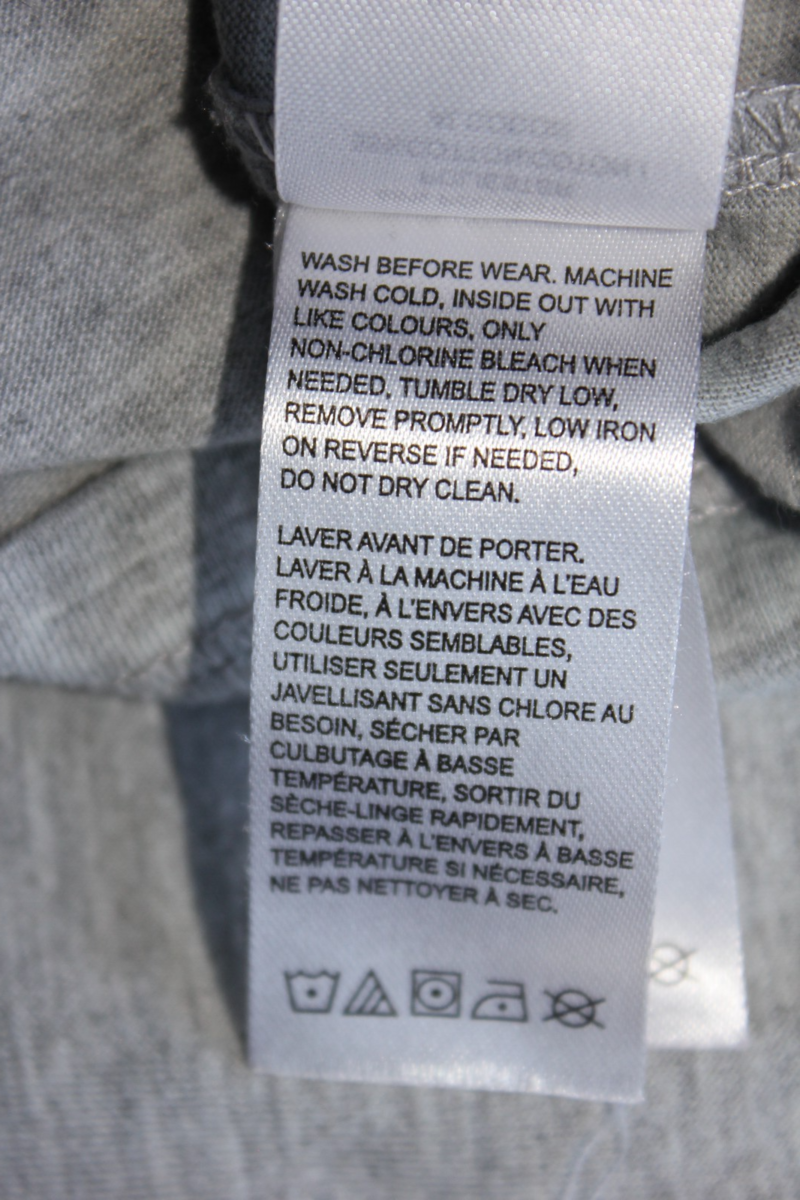 WASH BEFORE WEAR. MACHINE
WASH COLD, INSIDE OUT WITH
LIKE COLOURS, ONLY
NON-CHLORINE BLEACH WHEN
NEEDED, TUMBLE DRY LOW,
REMOVE PROMPTLY, LOW IRON
ON REVERSE IF NEEDED,
DO NOT DRY CLEAN.
LAVER AVANT DE PORTER.
LAVER À LA MACHINE À L'EAU
FROIDE, À L'ENVERS AVEC DES
COULEURS SEMBLABLES,
UTILISER SEULEMENT UN
JAVELLISANT SANS CHLORE AU
BESOIN, SÉCHER PAR
CULBUTAGE À BASSE
TEMPÉRATURE, SORTIR DU
SÈCHE-LINGE RAPIDEMENT,
REPASSER À L'ENVERS À BASSE
TEMPÉRATURE SI NÉCESSAIRE,
NE PAS NETTOYER À SEC.